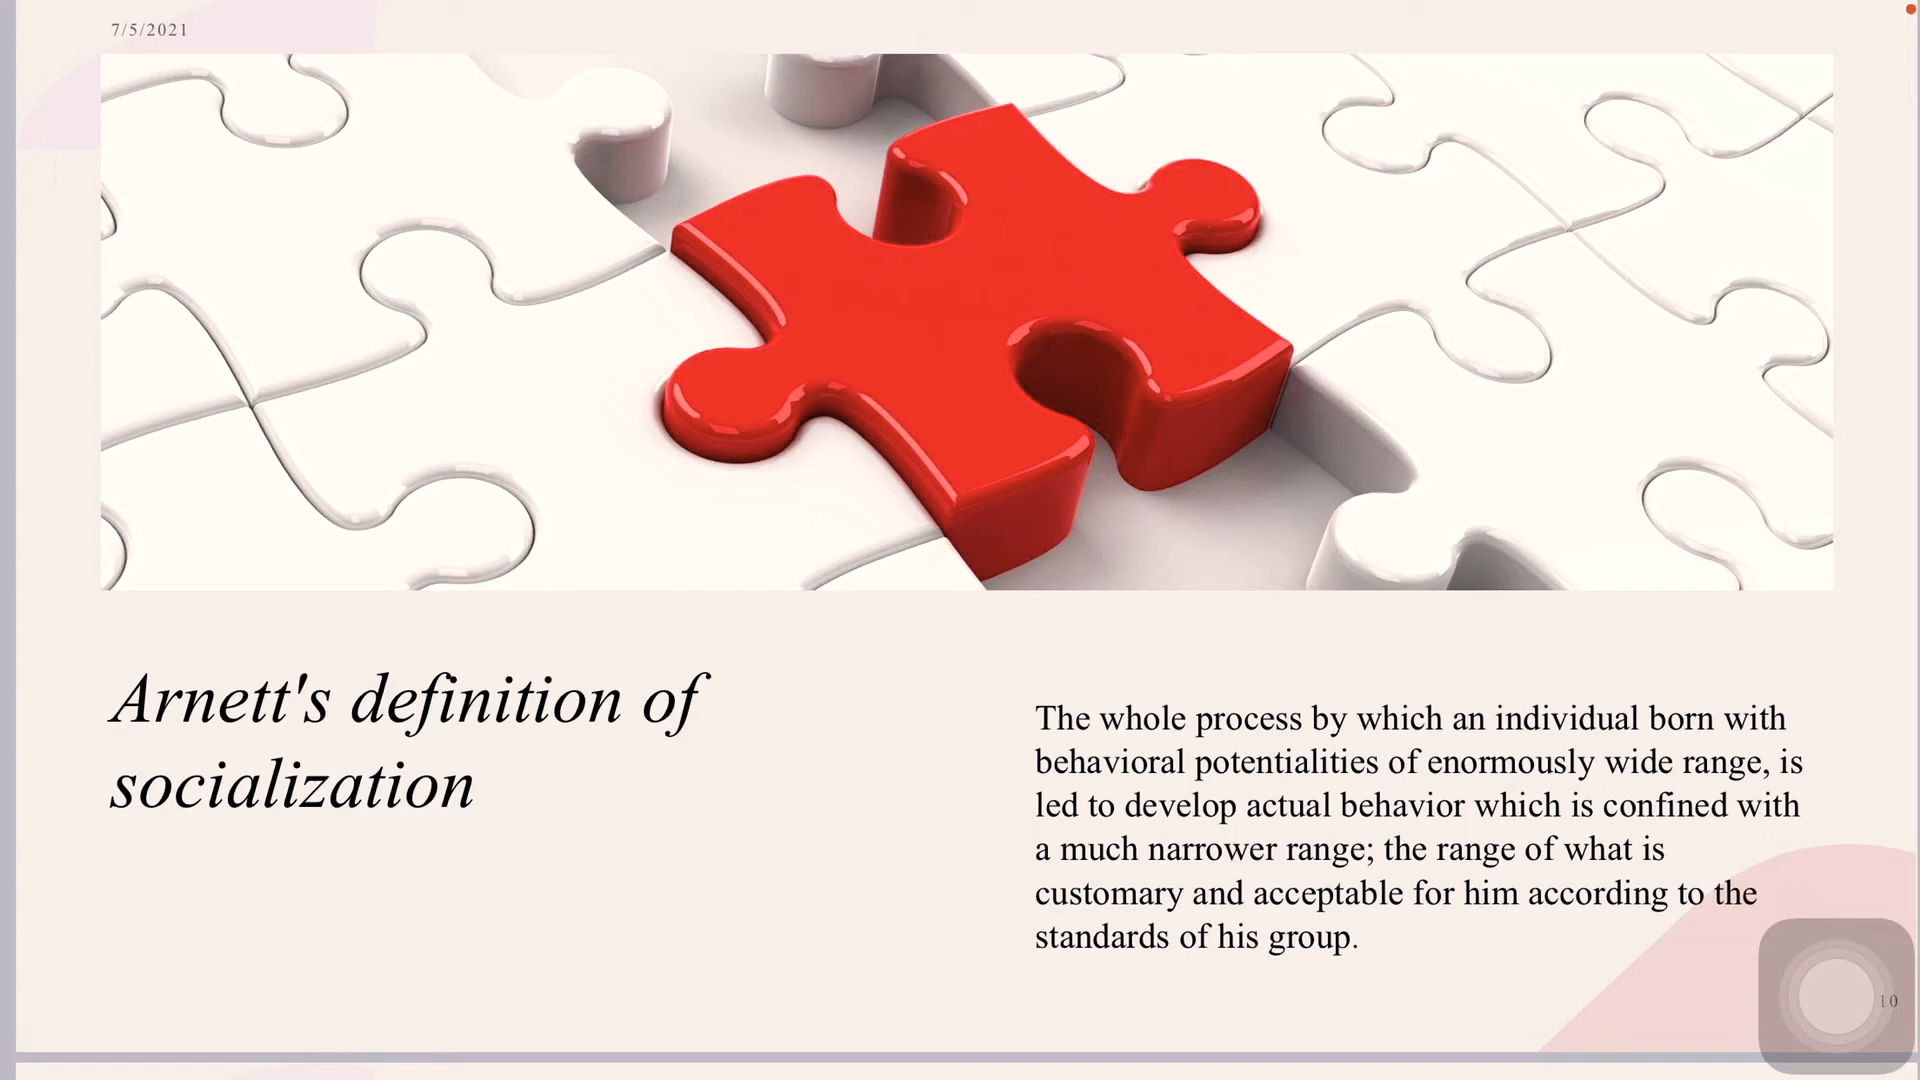 7/5/2021
Arnett's definition of
socialization
The whole process by which an individual born with
behavioral potentialities of enormously wide range, is
led to develop actual behavior which is confined with
a much narrower range; the range of what is
customary and acceptable for him according to the
standards of his group.
10